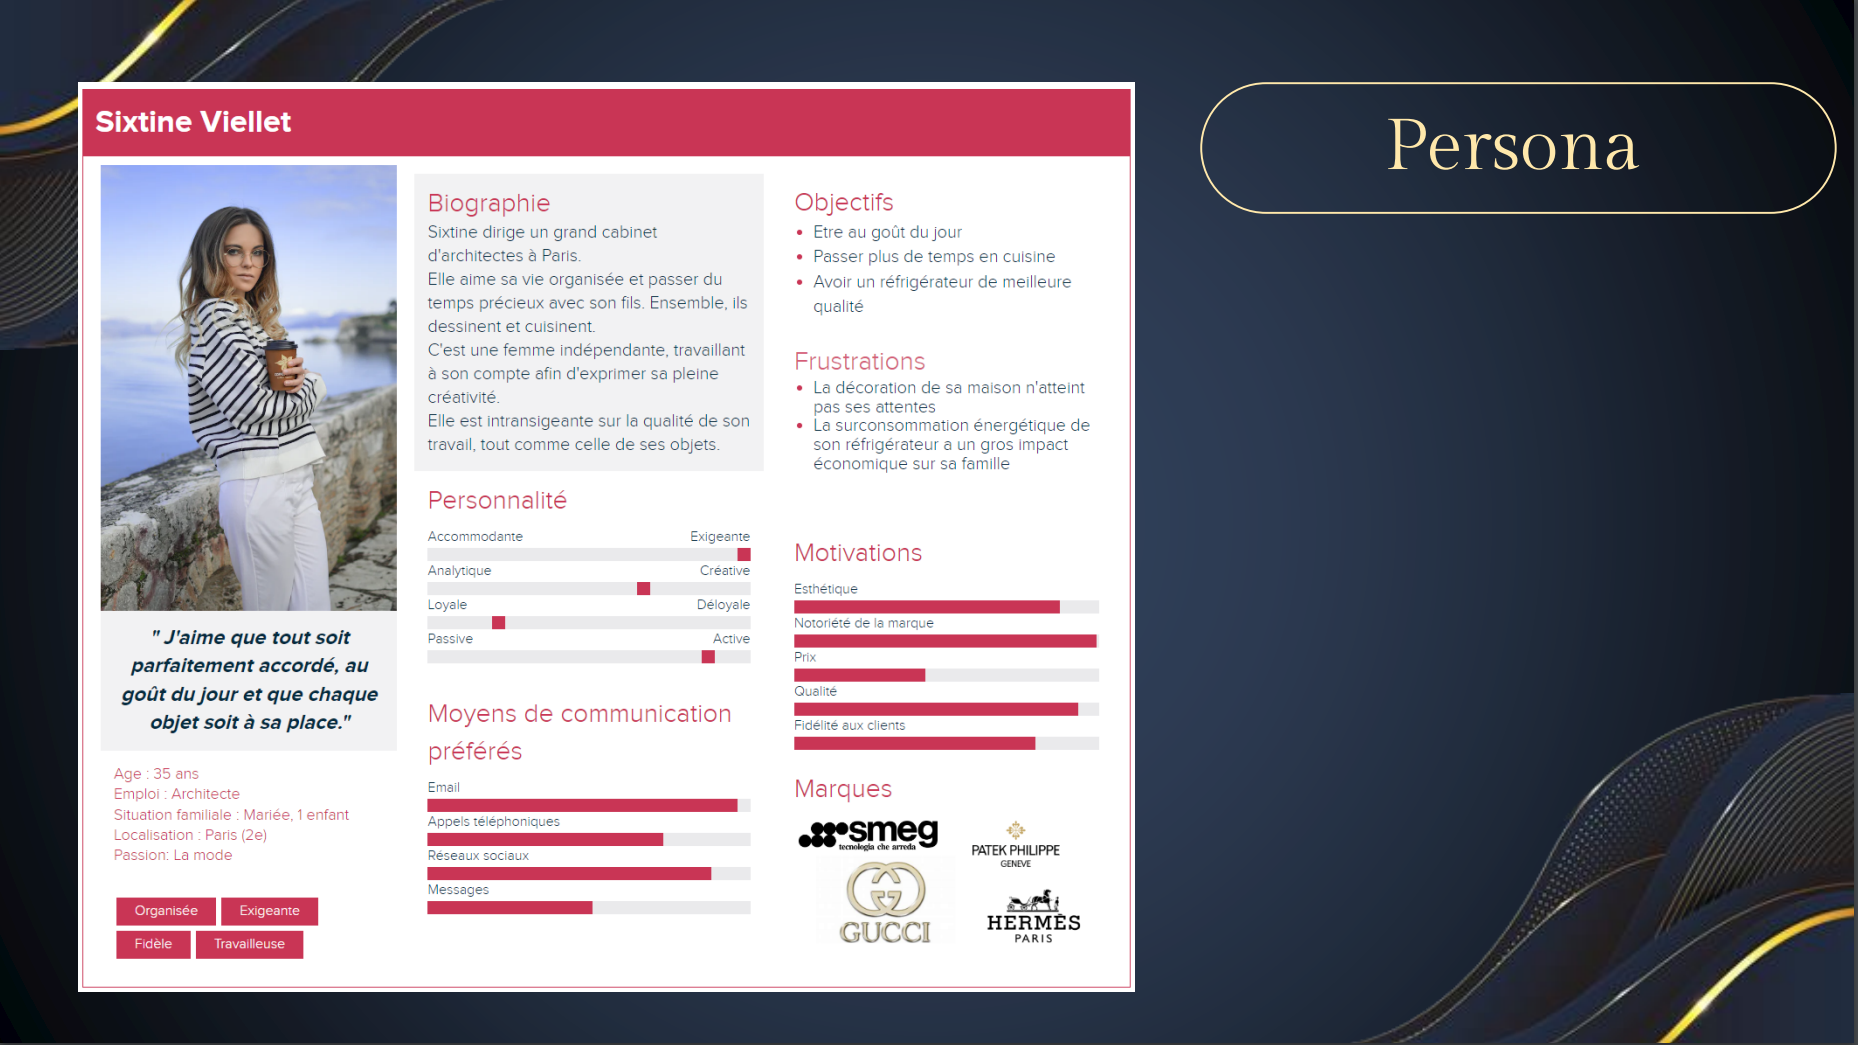 Persona
Sixtine Viellet
" J'aime que tout soit
parfaitement accordé, au
goût du jour et que chaque
objet soit à sa place."
Age : 35 ans
Emploi : Architecte
Situation familiale : Mariée, 1 enfant
Localisation : Paris (2e)
Passion: La mode
Organisée
Exigeante
Fidèle
Travailleuse
Biographie
Sixtine dirige un grand cabinet
d'architectes à Paris.
Elle aime sa vie organisée et passer du
temps précieux avec son fils. Ensemble, ils
dessinent et cuisinent.
C'est une femme indépendante, travaillant
à son compte afin d'exprimer sa pleine
créativité.
Elle est intransigeante sur la qualité de son
travail, tout comme celle de ses objets.
Personnalité
Accommodante Exigeante
Analytique Créative
Loyale Déloyale
Passive Active
Moyens de communication
préférés
Email
Appels téléphoniques
Réseaux sociaux
Messages
Objectifs
Etre au goût du jour
Passer plus de temps en cuisine
Avoir un réfrigérateur de meilleure
qualité
Frustrations
La décoration de sa maison n'atteint
pas ses attentes
La surconsommation énergétique de
son réfrigérateur a un gros impact
économique sur sa famille
Motivations
Esthétique
Notoriété de la marque
Prix
Qualité
Fidélité aux clients
Marques
smeg
tecnologia che arreda
PATEK PHILIPPE
GENEVE
GUCCI
HERMÈS
PARIS